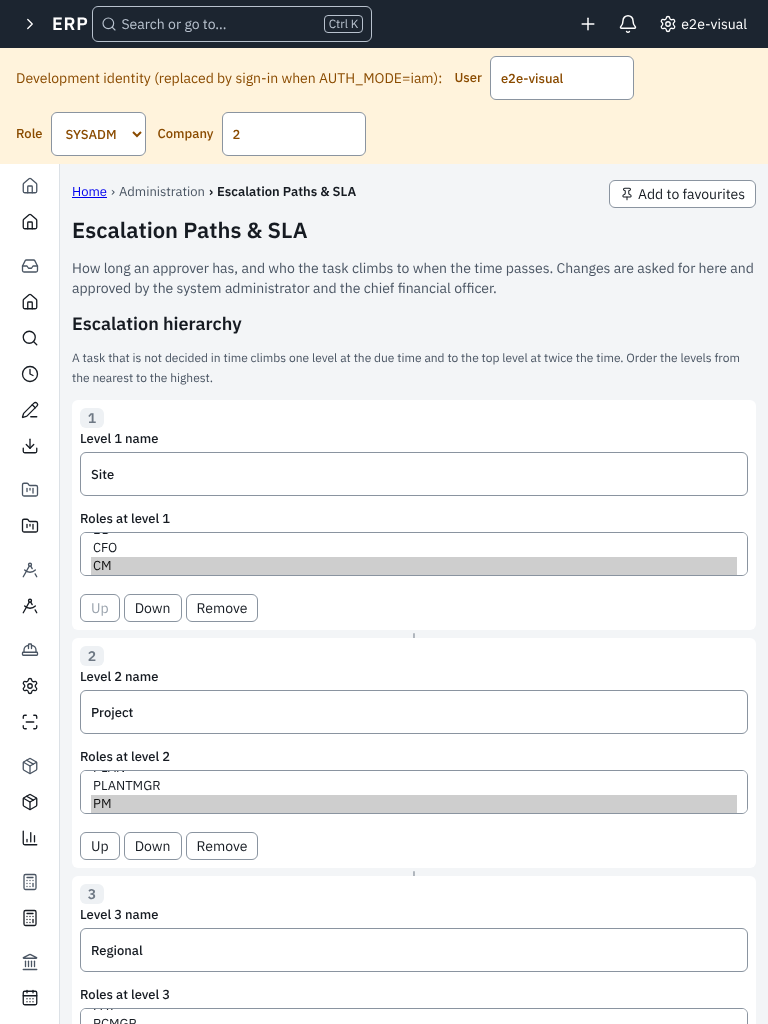 ERP
Search or go to...
Ctrl K
e2e-visual
Development identity (replaced by sign-in when AUTH_MODE=iam): User e2e-visual
Role SYSADM Company 2
Home › Administration › Escalation Paths & SLA
Add to favourites
Escalation Paths & SLA
How long an approver has, and who the task climbs to when the time passes. Changes are asked for here and
approved by the system administrator and the chief financial officer.
Escalation hierarchy
A task that is not decided in time climbs one level at the due time and to the top level at twice the time. Order the levels from
the nearest to the highest.
1
Level 1 name
Site
Roles at level 1
CFO
CM
Up Down Remove
2
Level 2 name
Project
Roles at level 2
PLANTMGR
PM
Up Down Remove
3
Level 3 name
Regional
Roles at level 3